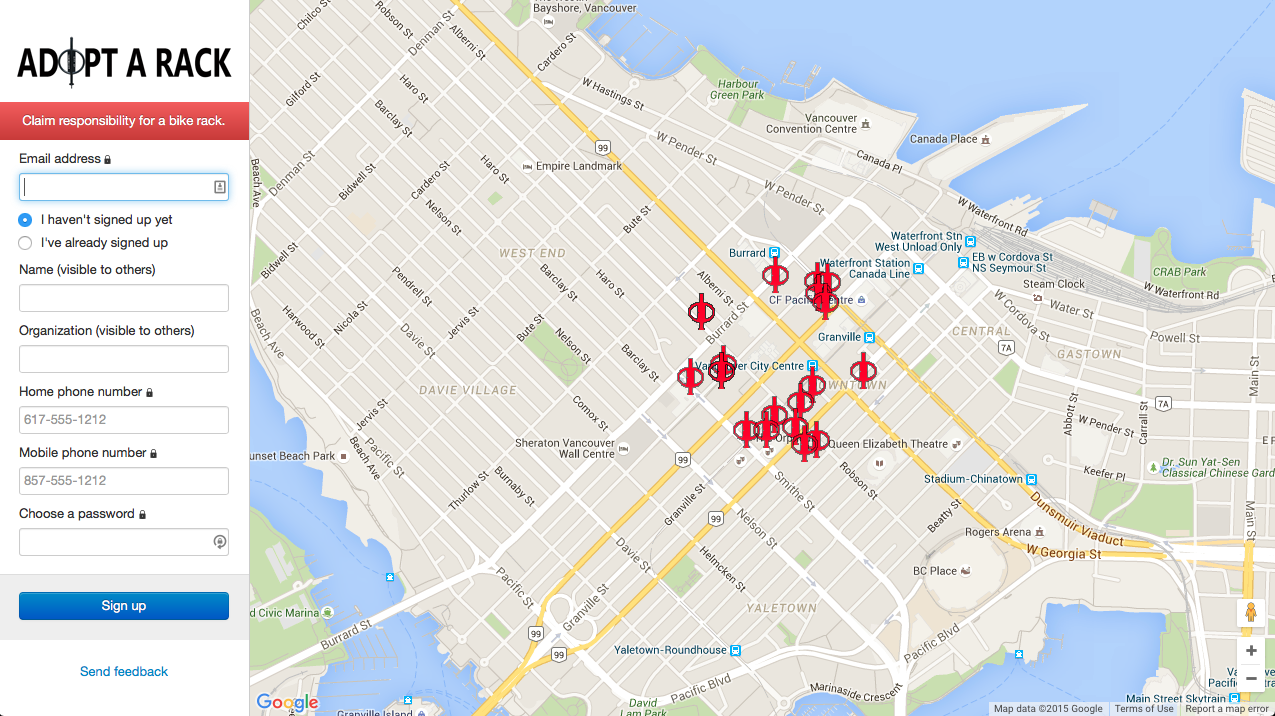 ADOPT A RACK
Claim responsibility for a bike rack.
Email address
I haven't signed up yet
I've already signed up
Name (visible to others)
Organization (visible to others)
Home phone number
617-555-1212
Mobile phone number
857-555-1212
Choose a password
Sign up
Send feedback
Bayshore, Vancouver
Chilco St
Robson St
Denman St
Alberni St
Cardero St
Gilford St
Haro St
W Hastings St
Harbour
Green Park
Vancouver
Convention Centre
Canada Place
Canada Pl
Barclay St
99
W Pender St
Empire Landmark
Beach Ave
Denman St
Bidwell St
Cardero St
Haro St
Nelson St
Bute St
W Pender St
W Waterfront Rd
Waterfront Stn
West Unload Only
EB w Cordova St
NS Seymour St
WEST END
Burrard
Waterfront Station
Canada Line
CRAB Park
Bidwell St
Barclay St
Haro St
Alberni St
Steam Clock
W Waterfront Rd
Pendrell St
Nicola St
Jervis St
Burrard St
W Cordova St
Water St
Powell St
Beach Ave
Harwood St
Davie St
Bute St
Nelson St
Barclay St
Granville
CENTRAL
7A
GASTOWN
Main St
DAVIE VILLAGE
Comox St
Abbott St
Carrall St
7A
E P
Jervis St
Pacific St
Beach Ave
Sheraton Vancouver
Wall Centre
Queen Elizabeth Theatre
Keefer Pl
Dr. Sun Yat-Sen
Classical Chinese Gard
unset Beach Park
Thurlow St
Burnaby St
99
Robson St
Stadium-Chinatown
Smithe St
Granville St
99
Nelson St
Beatty St
Dunsmuir Viaduct
Main St
Rogers Arena
W Georgia St
Davie St
Helmcken St
BC Place
Pacific St
YALETOWN
d Civic Marina
Burrard St
Granville St
99
99
Yaletown-Roundhouse
Pacific Blvd
Pacific Blvd
Marinaside Crescent
David
Lam Park
Granville Island
Main Street Skytrain
Google
Map data ©2015 Google
Terms of Use
Report a map error